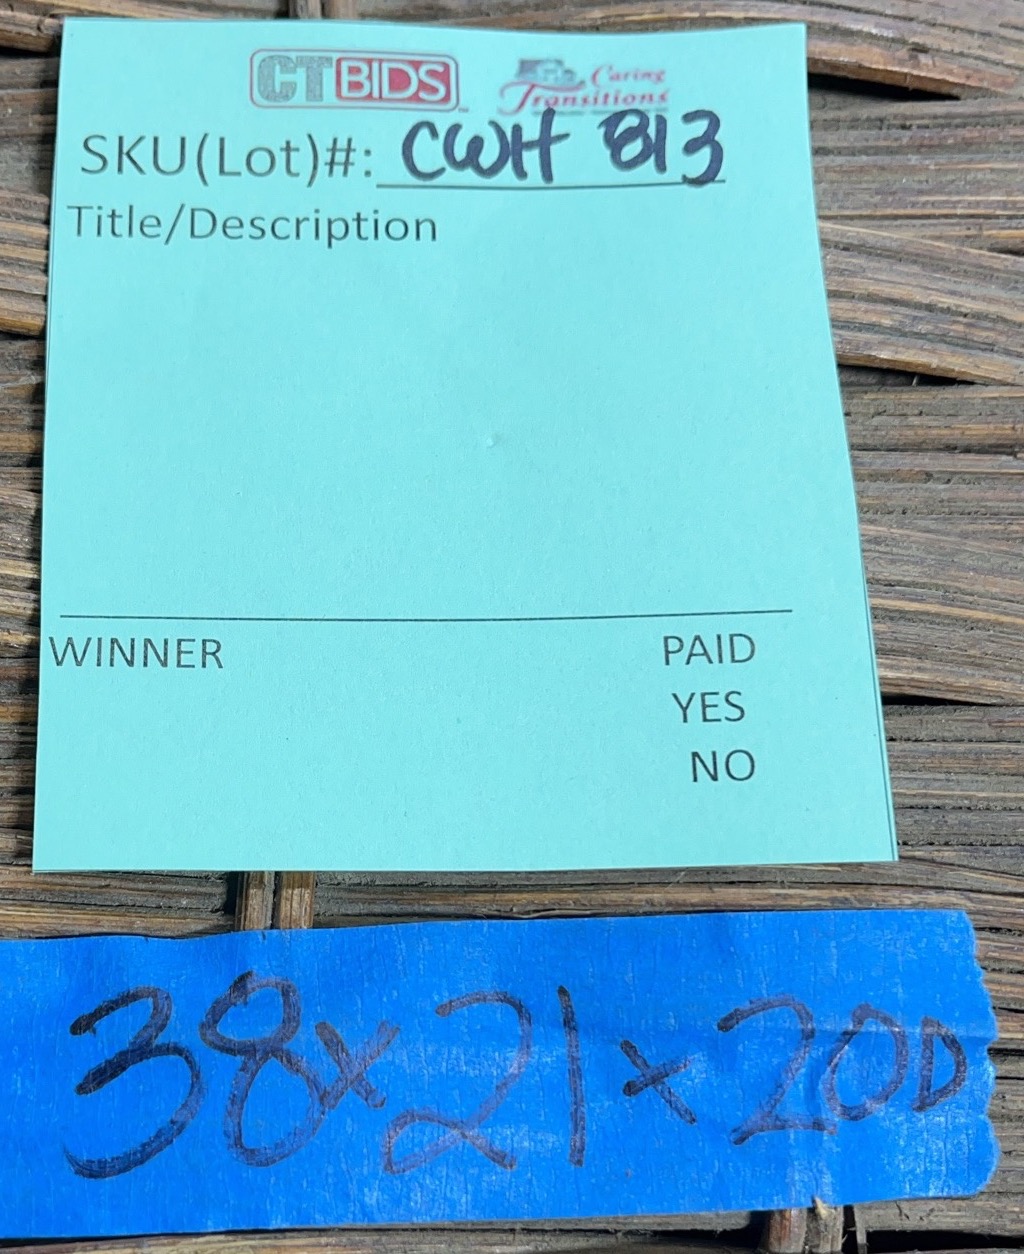 CTBIDS
Caring
Transitions
SKU(Lot)#: CWH 813
Title/Description
WINNER
PAID
YES
NO
38x21x20D